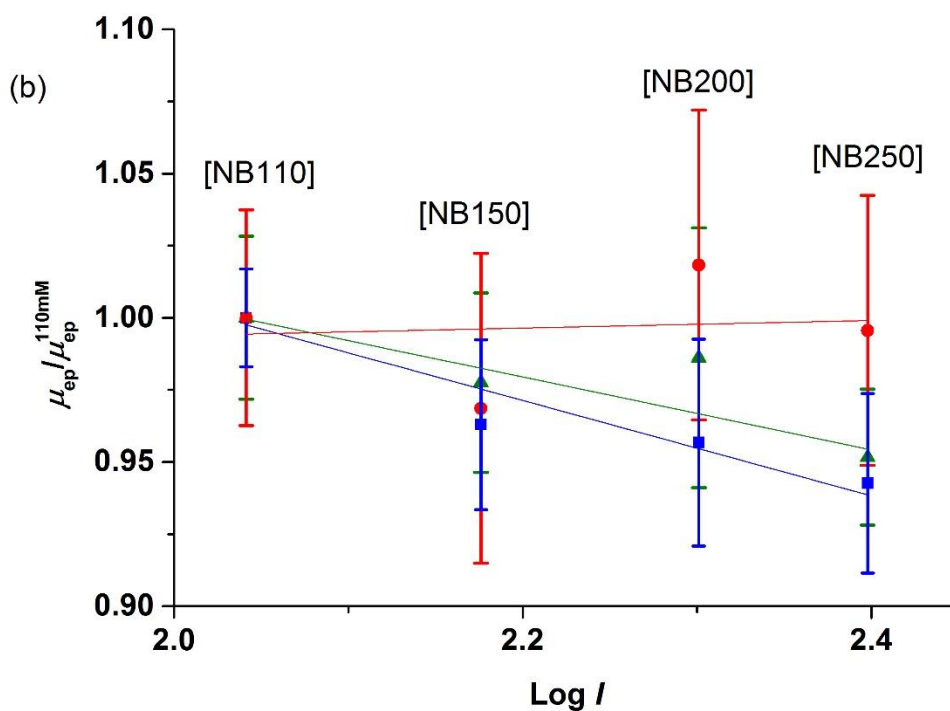 (b)
1.10
1.05
1.00
0.95
0.90
μep/μep110mM
[NB110]
[NB150]
[NB200]
[NB250]
2.0
2.2
2.4
Log I